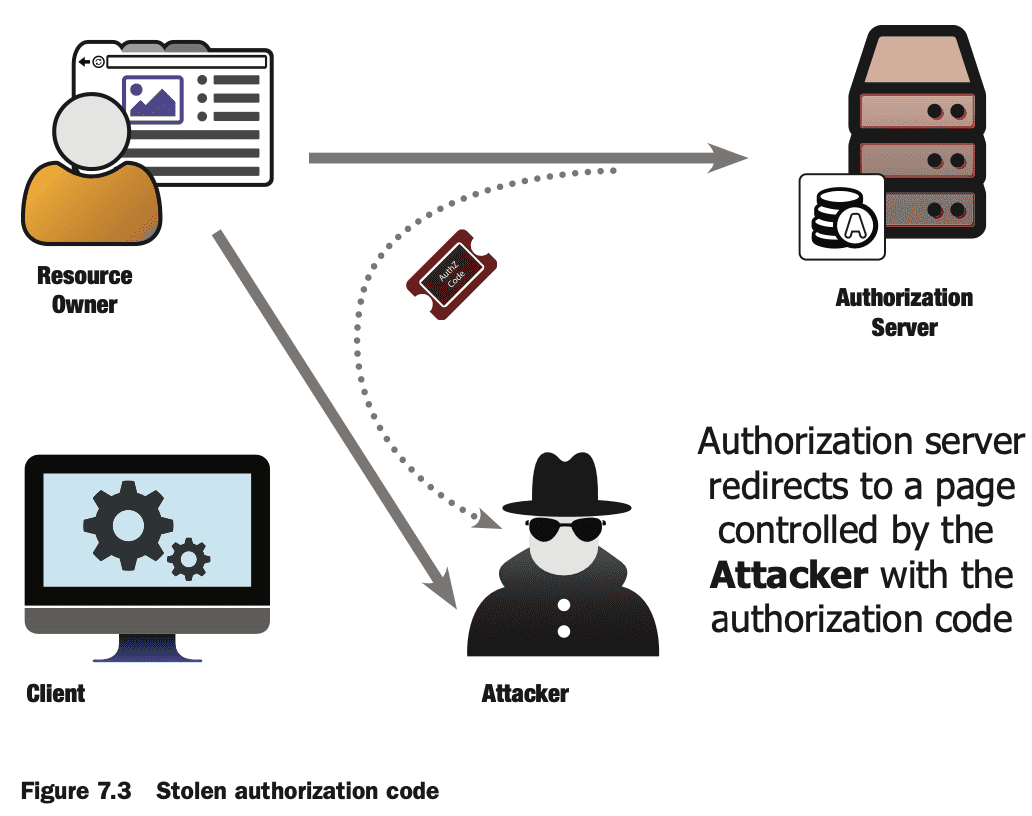 Resource
Owner
AuthZ
Code
A
Authorization
Server
Authorization server
redirects to a page
controlled by the
Attacker with the
authorization code
Client
Attacker
Figure 7.3 Stolen authorization code